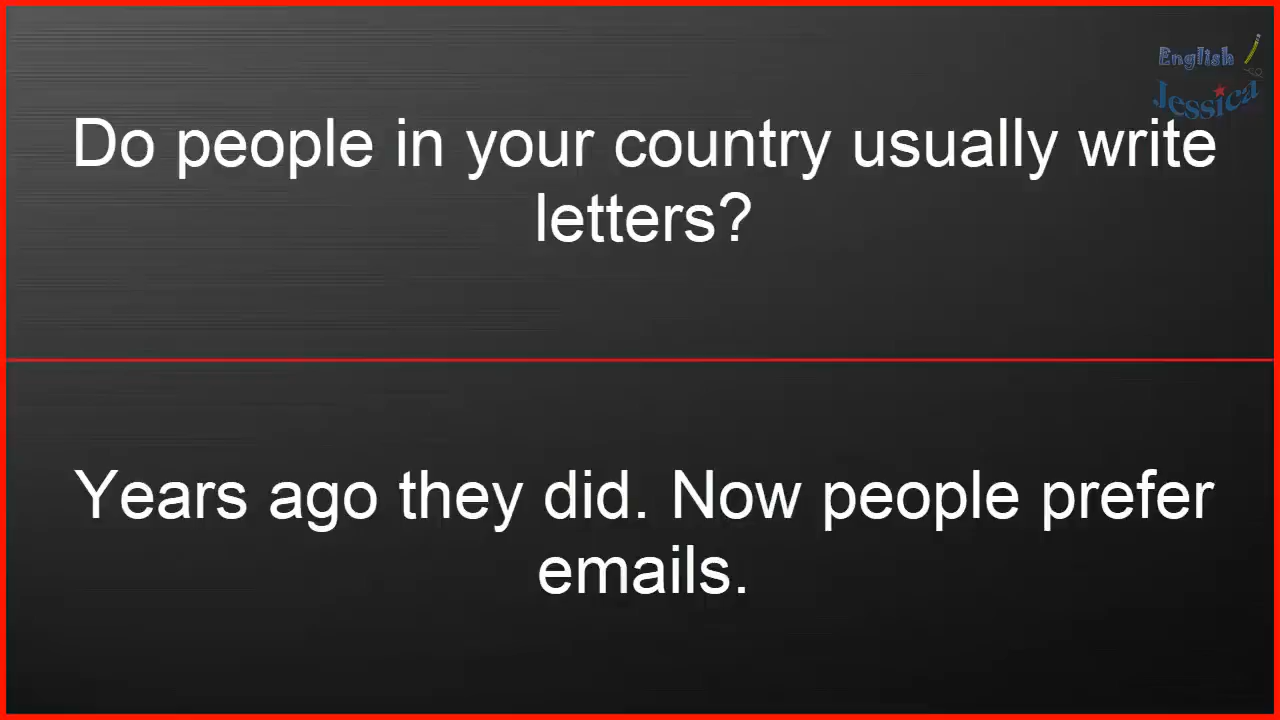 English
Jessica
Do people in your country usually write
letters?
Years ago they did. Now people prefer
emails.